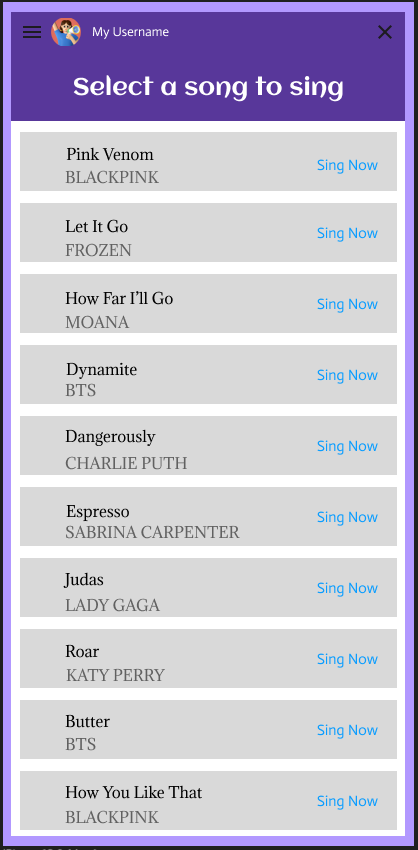 My Username
Select a song to sing
Pink Venom
BLACKPINK
Sing Now
Let It Go
FROZEN
Sing Now
How Far I'll Go
MOANA
Sing Now
Dynamite
BTS
Sing Now
Dangerously
CHARLIE PUTH
Sing Now
Espresso
SABRINA CARPENTER
Sing Now
Judas
LADY GAGA
Sing Now
Roar
KATY PERRY
Sing Now
Butter
BTS
Sing Now
How You Like That
BLACKPINK
Sing Now